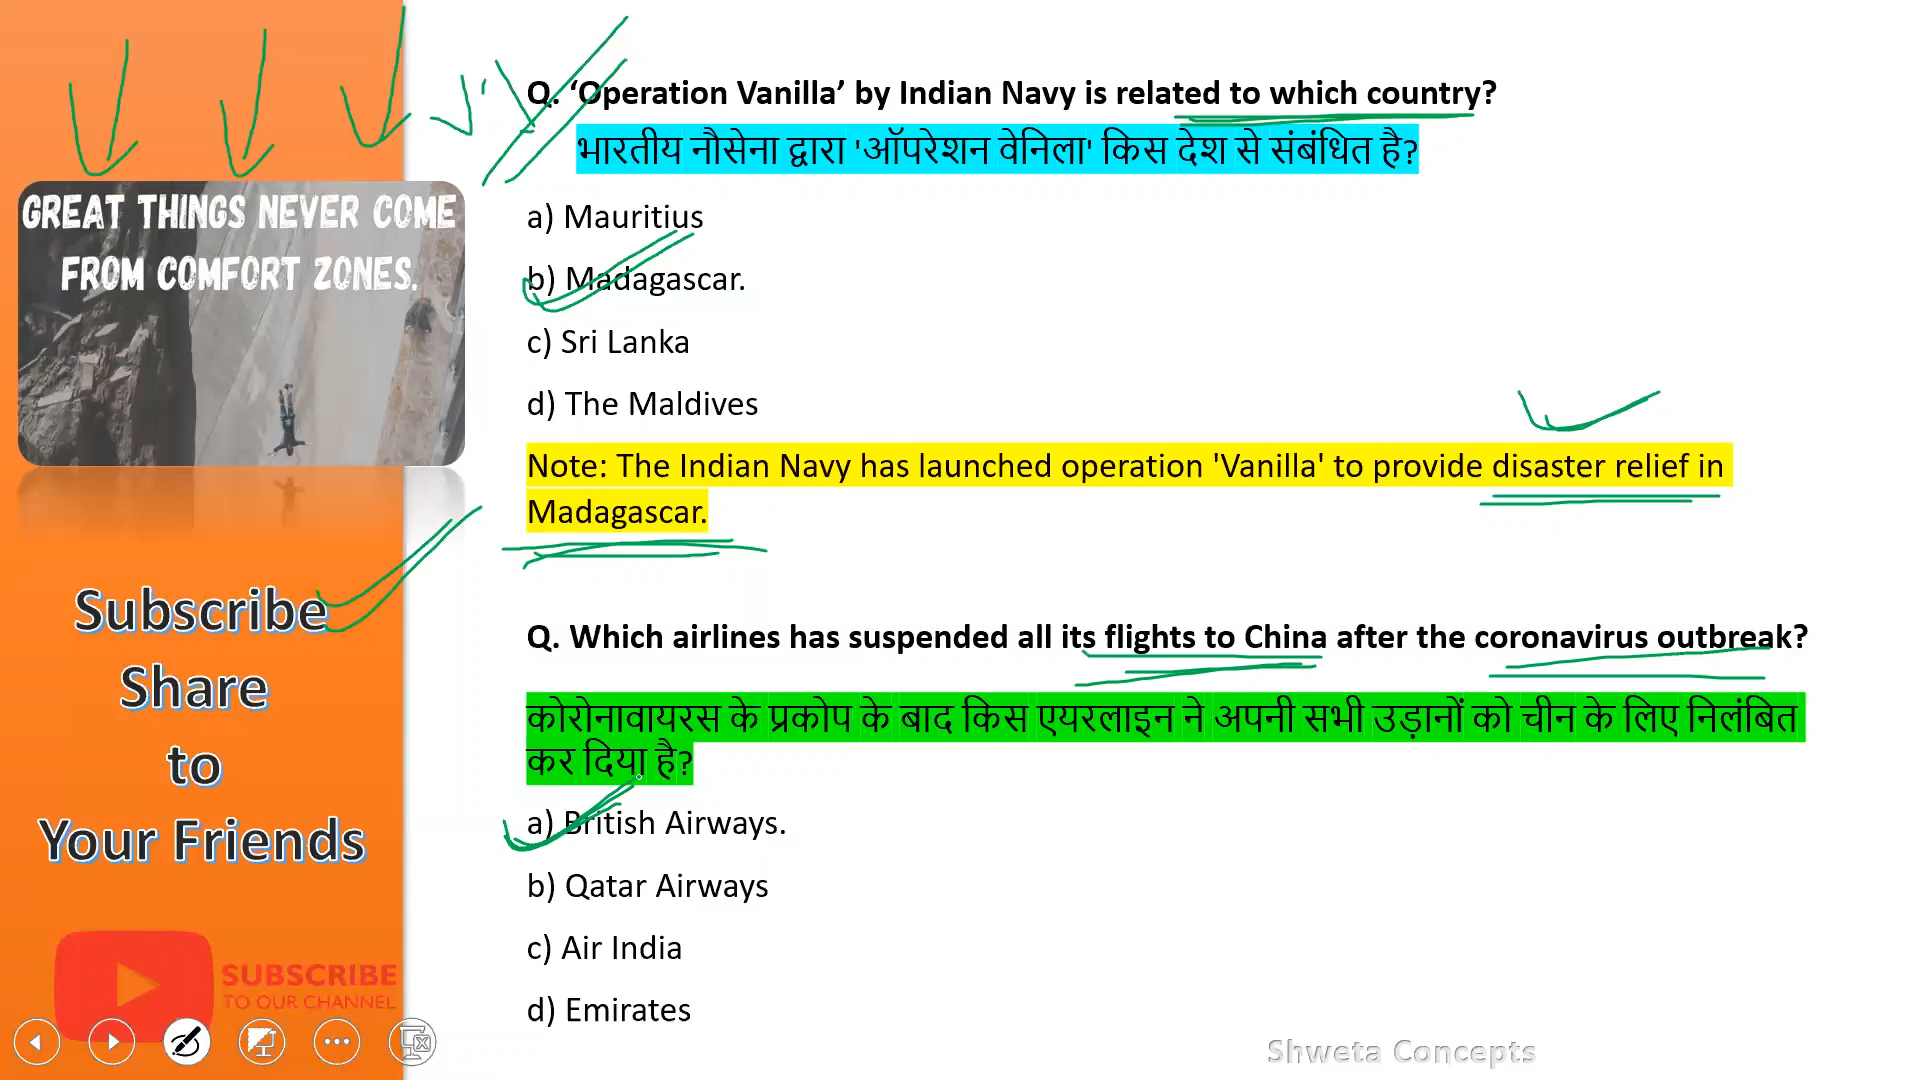 GREAT THINGS NEVER COME
FROM COMFORT ZONES.
Subscribe
Share
to
Your Friends
SUBSCRIBE
TO OUR CHANNEL
Q. ‘Operation Vanilla’ by Indian Navy is related to which country?
भारतीय नौसेना द्वारा 'ऑपरेशन वेनिला' किस देश से संबंधित है?
a) Mauritius
b) Madagascar.
c) Sri Lanka
d) The Maldives
Note: The Indian Navy has launched operation 'Vanilla' to provide disaster relief in
Madagascar.
Q. Which airlines has suspended all its flights to China after the coronavirus outbreak?
कोरोनावायरस के प्रकोप के बाद किस एयरलाइन ने अपनी सभी उड़ानों को चीन के लिए निलंबित
कर दिया है?
a) British Airways.
b) Qatar Airways
c) Air India
d) Emirates
Shweta Concepts